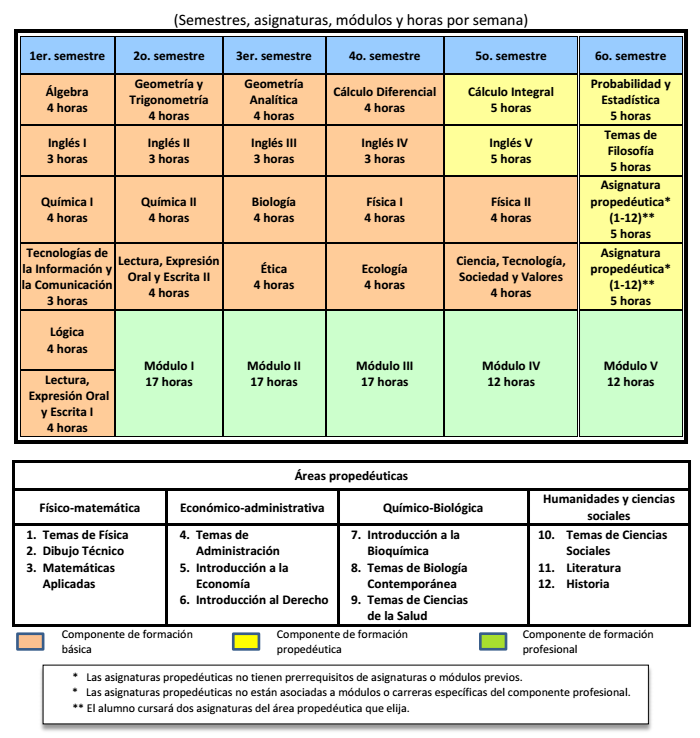 (Semestres, asignaturas, módulos y horas por semana)
1er. semestre
2o. semestre
3er. semestre
4o. semestre
5o. semestre
6o. semestre
Álgebra
4 horas
Geometría y
Trigonometría
4 horas
Geometría
Analítica
4 horas
Cálculo Diferencial
4 horas
Cálculo Integral
5 horas
Probabilidad y
Estadística
5 horas
Inglés I
3 horas
Inglés II
3 horas
Inglés III
3 horas
Inglés IV
3 horas
Inglés V
5 horas
Temas de
Filosofía
5 horas
Química I
4 horas
Química II
4 horas
Biología
4 horas
Física I
4 horas
Física II
4 horas
Asignatura
propedéutica*
(1-12)**
5 horas
Tecnologías de
la Información y
la Comunicación
3 horas
Lectura, Expresión
Oral y Escrita II
4 horas
Ética
4 horas
Ecología
4 horas
Ciencia, Tecnología,
Sociedad y Valores
4 horas
Asignatura
propedéutica*
(1-12)**
5 horas
Lógica
4 horas
Lectura,
Expresión Oral
y Escrita I
4 horas
Módulo I
17 horas
Módulo II
17 horas
Módulo III
17 horas
Módulo IV
12 horas
Módulo V
12 horas
Áreas propedéuticas
Físico-matemática
Económico-administrativa
Químico-Biológica
Humanidades y ciencias
sociales
1. Temas de Física
2. Dibujo Técnico
3. Matemáticas
Aplicadas
4. Temas de
Administración
5. Introducción a la
Economía
6. Introducción al Derecho
7. Introducción a la
Bioquímica
8. Temas de Biología
Contemporánea
9. Temas de Ciencias
de la Salud
10. Temas de Ciencias
Sociales
11. Literatura
12. Historia
Componente de formación
básica
Componente de formación
propedéutica
Componente de formación
profesional
* Las asignaturas propedéuticas no tienen prerrequisitos de asignaturas o módulos previos.
* Las asignaturas propedéuticas no están asociadas a módulos o carreras específicas del componente profesional.
** El alumno cursará dos asignaturas del área propedéutica que elija.